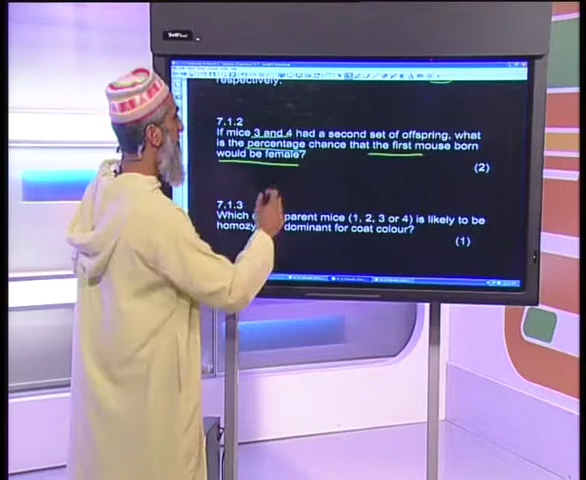 respectively.
7.1.2
If mice 3 and 4 had a second set of offspring, what
is the percentage chance that the first mouse born
would be female?
(2)
7.1.3
Which parent mice (1, 2, 3 or 4) is likely to be
dominant for coat colour?
(1)